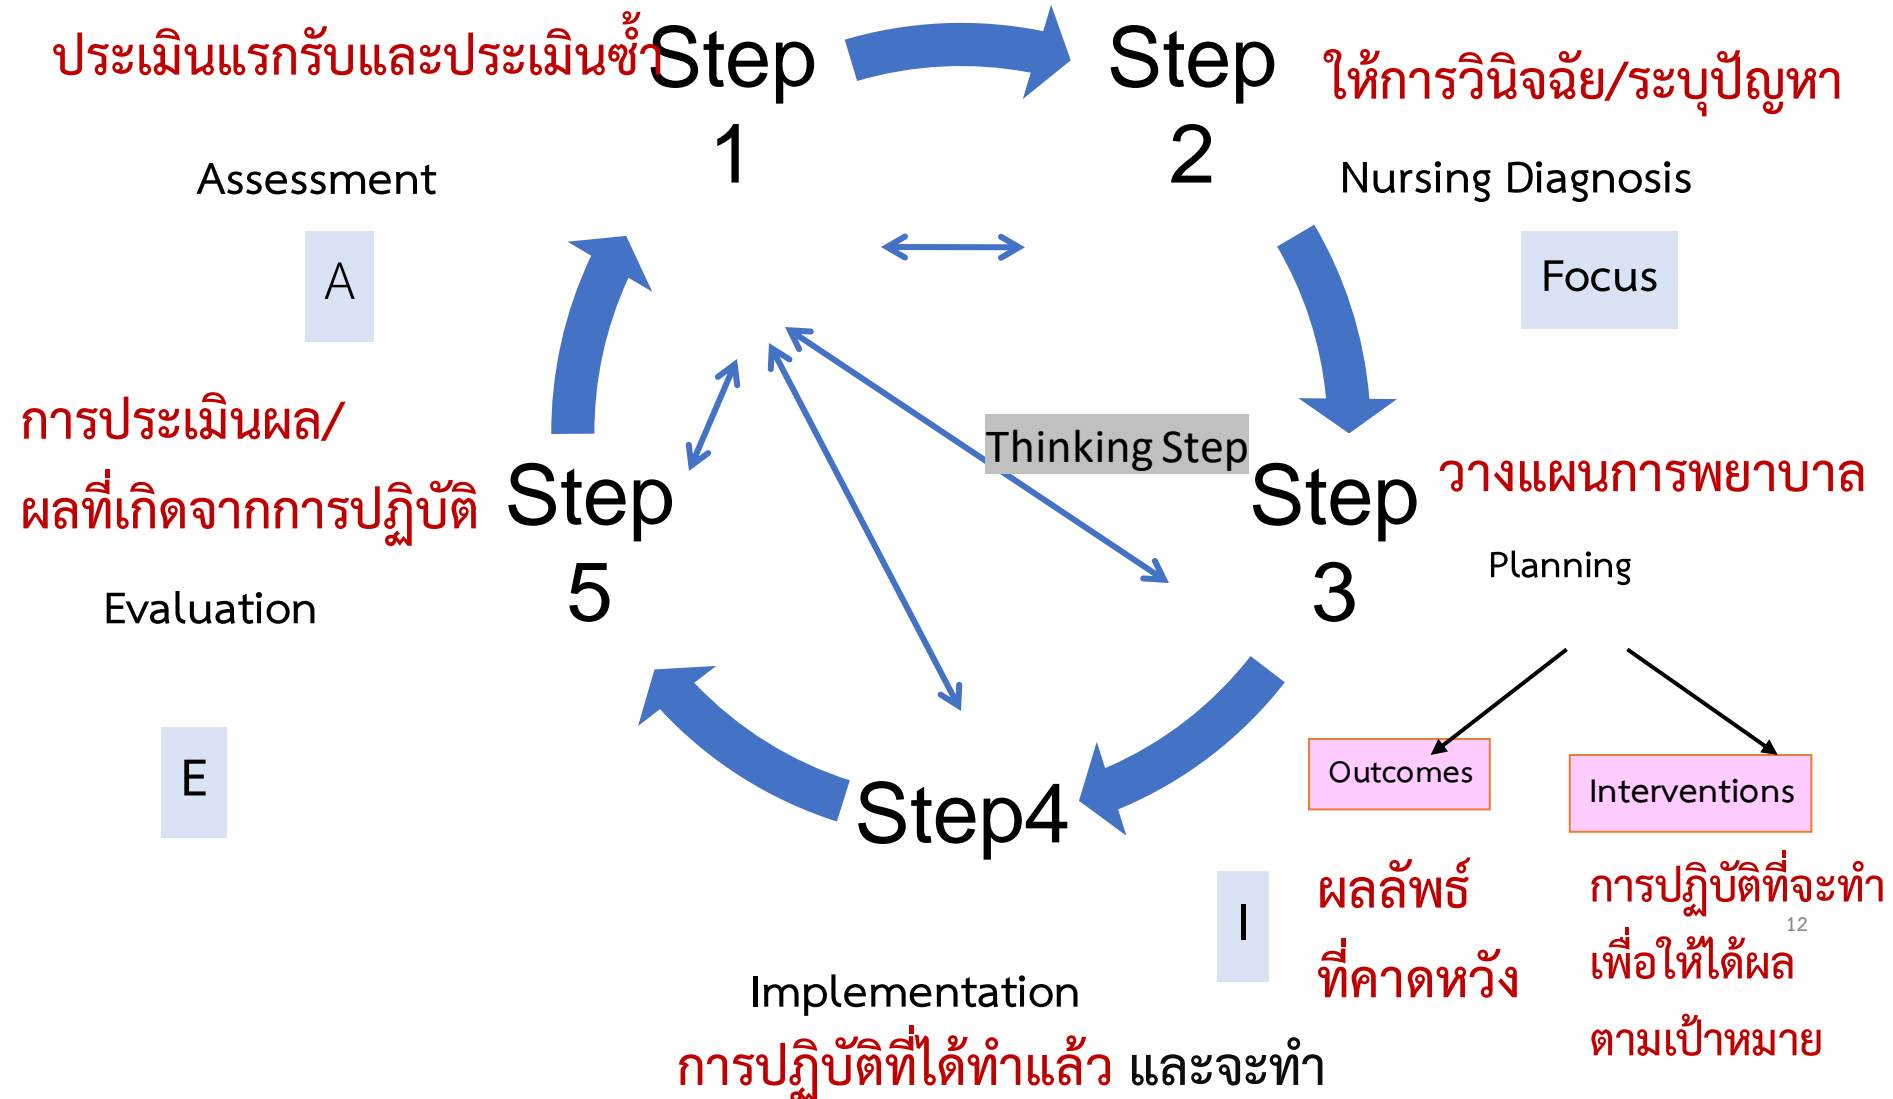 ประเมินแรกรับและประเมินซ้ำ
Step
1
Assessment
A
Step
2
ให้การวินิจฉัย/ระบุปัญหา
Nursing Diagnosis
Focus
Thinking Step
Step
3
วางแผนการพยาบาล
Planning
Outcomes
ผลลัพธ์
ที่คาดหวัง
Interventions
การปฏิบัติที่จะทำ
เพื่อให้ได้ผล
ตามเป้าหมาย
12
Step4
I
Implementation
การปฏิบัติที่ได้ทำแล้ว และจะทำ
การประเมินผล/
ผลที่เกิดจากการปฏิบัติ
Step
5
Evaluation
E